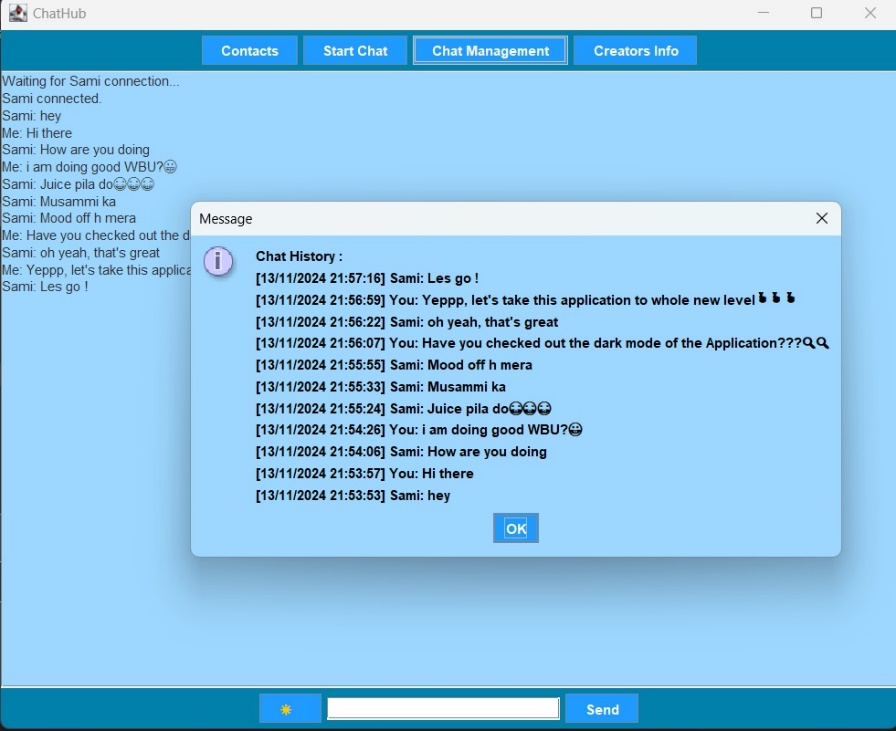 ChatHub
Contacts
Start Chat
Chat Management
Creators Info
Waiting for Sami connection...
Sami connected.
Sami: hey
Me: Hi there
Sami: How are you doing
Me: i am doing good WBU?😀
Sami: Juice pila do😂😂😂
Sami: Musammi ka
Sami: Mood off h mera
Me: Have you checked out the d
Sami: oh yeah, that's great
Me: Yeppp, let's take this applica
Sami: Les go !
Message
Chat History :
[13/11/2024 21:57:16] Sami: Les go !
[13/11/2024 21:56:59] You: Yeppp, let's take this application to whole new level
[13/11/2024 21:56:22] Sami: oh yeah, that's great
[13/11/2024 21:56:07] You: Have you checked out the dark mode of the Application???🔍🔍
[13/11/2024 21:55:55] Sami: Mood off h mera
[13/11/2024 21:55:33] Sami: Musammi ka
[13/11/2024 21:55:24] Sami: Juice pila do😂😂😂
[13/11/2024 21:54:26] You: i am doing good WBU?😀
[13/11/2024 21:54:06] Sami: How are you doing
[13/11/2024 21:53:57] You: Hi there
[13/11/2024 21:53:53] Sami: hey
OK
Send